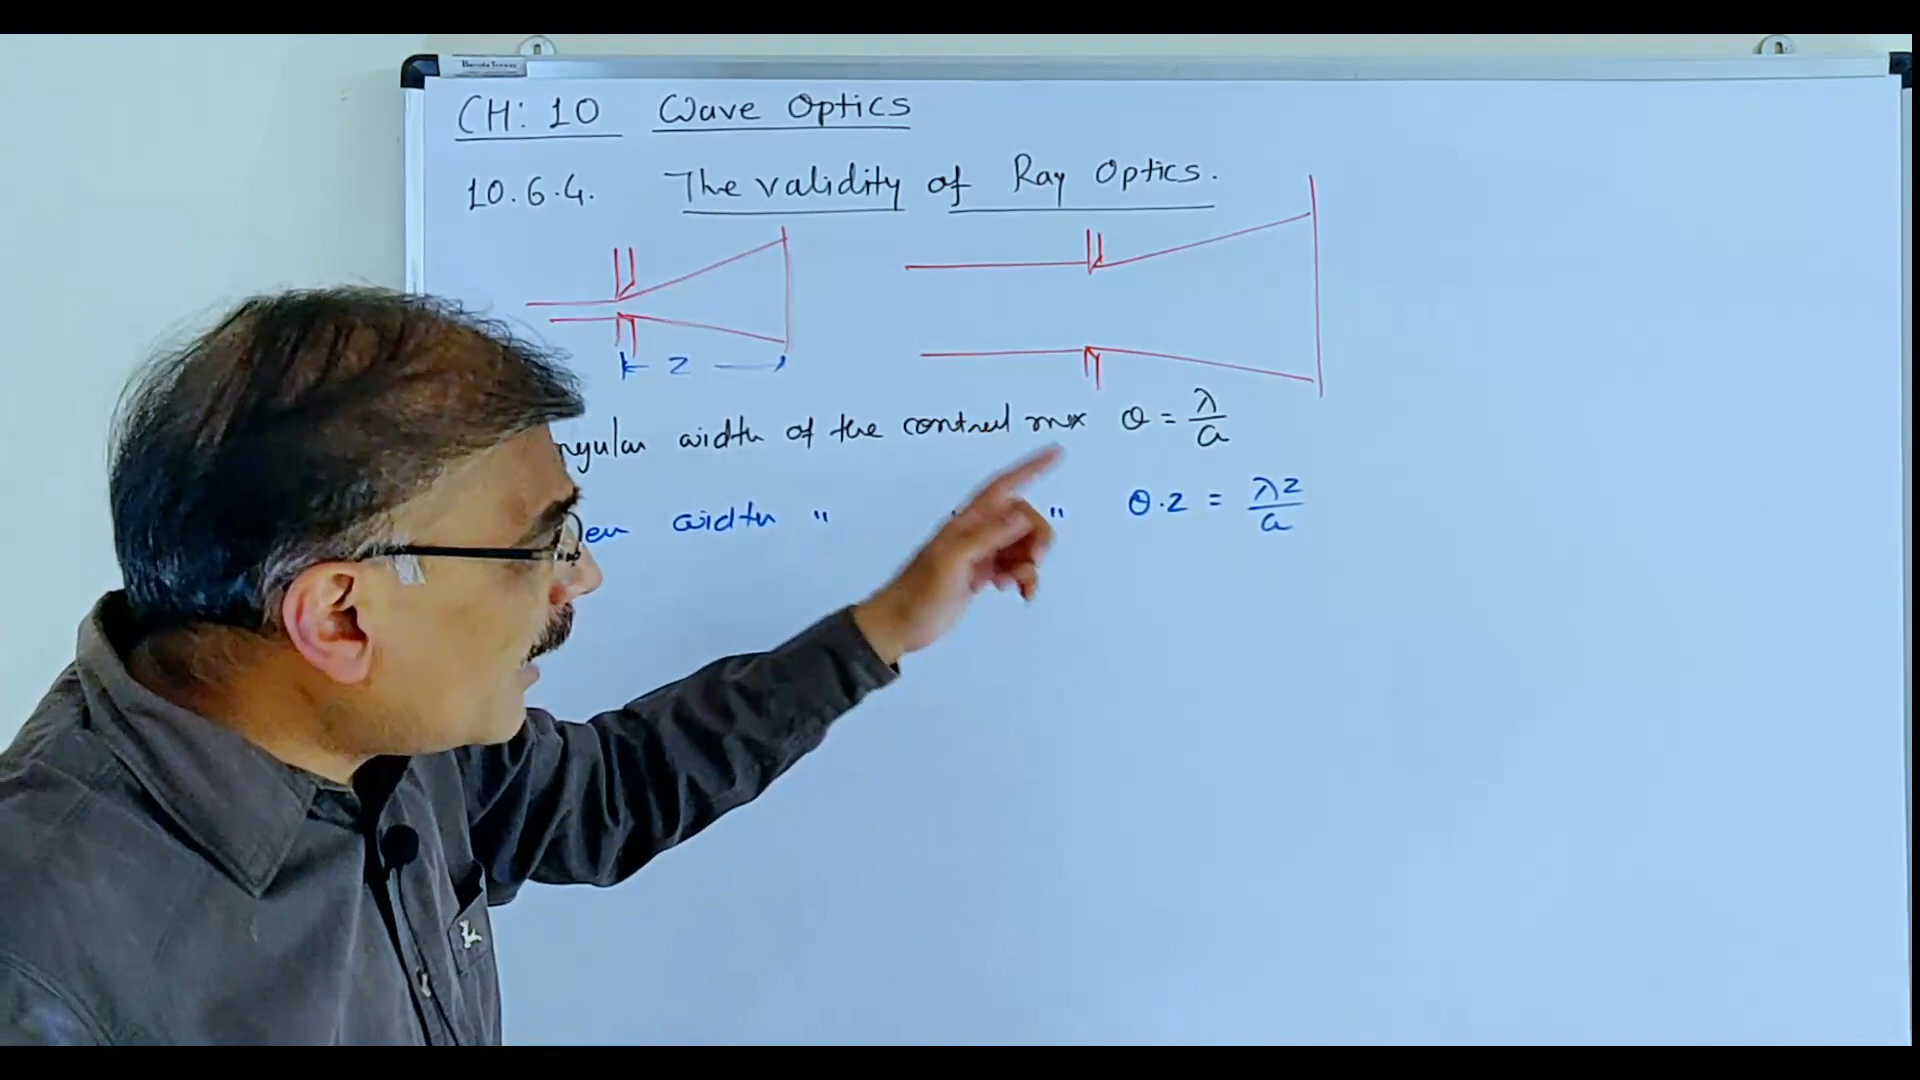 CH: 10 Wave Optics
10.6.4. The validity of Ray Optics.
Z
ngular width of the central max θ = λ/a
width " " " θ.z = λz/a